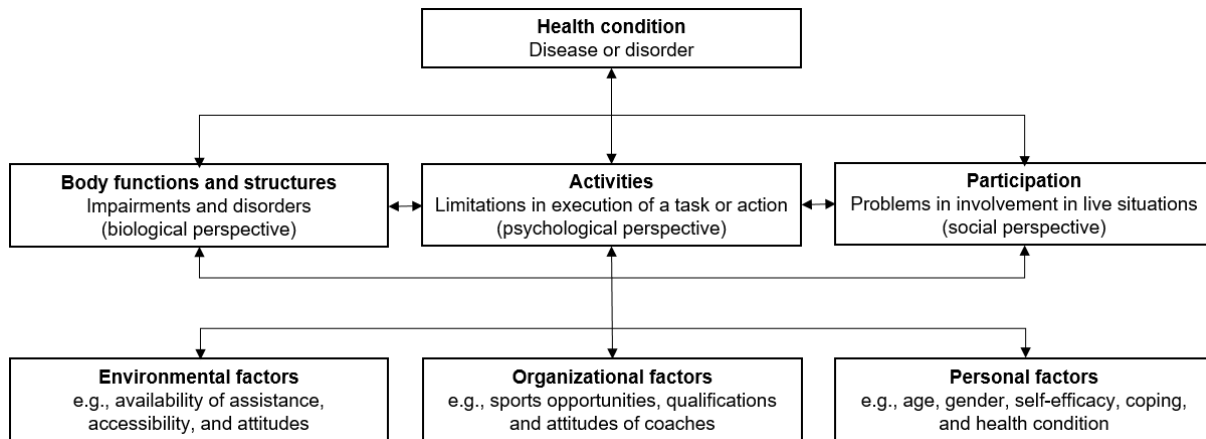 Health condition
Disease or disorder
Body functions and structures
Impairments and disorders
(biological perspective)
Activities
Limitations in execution of a task or action
(psychological perspective)
Participation
Problems in involvement in live situations
(social perspective)
Environmental factors
e.g., availability of assistance,
accessibility, and attitudes
Organizational factors
e.g., sports opportunities, qualifications
and attitudes of coaches
Personal factors
e.g., age, gender, self-efficacy, coping,
and health condition